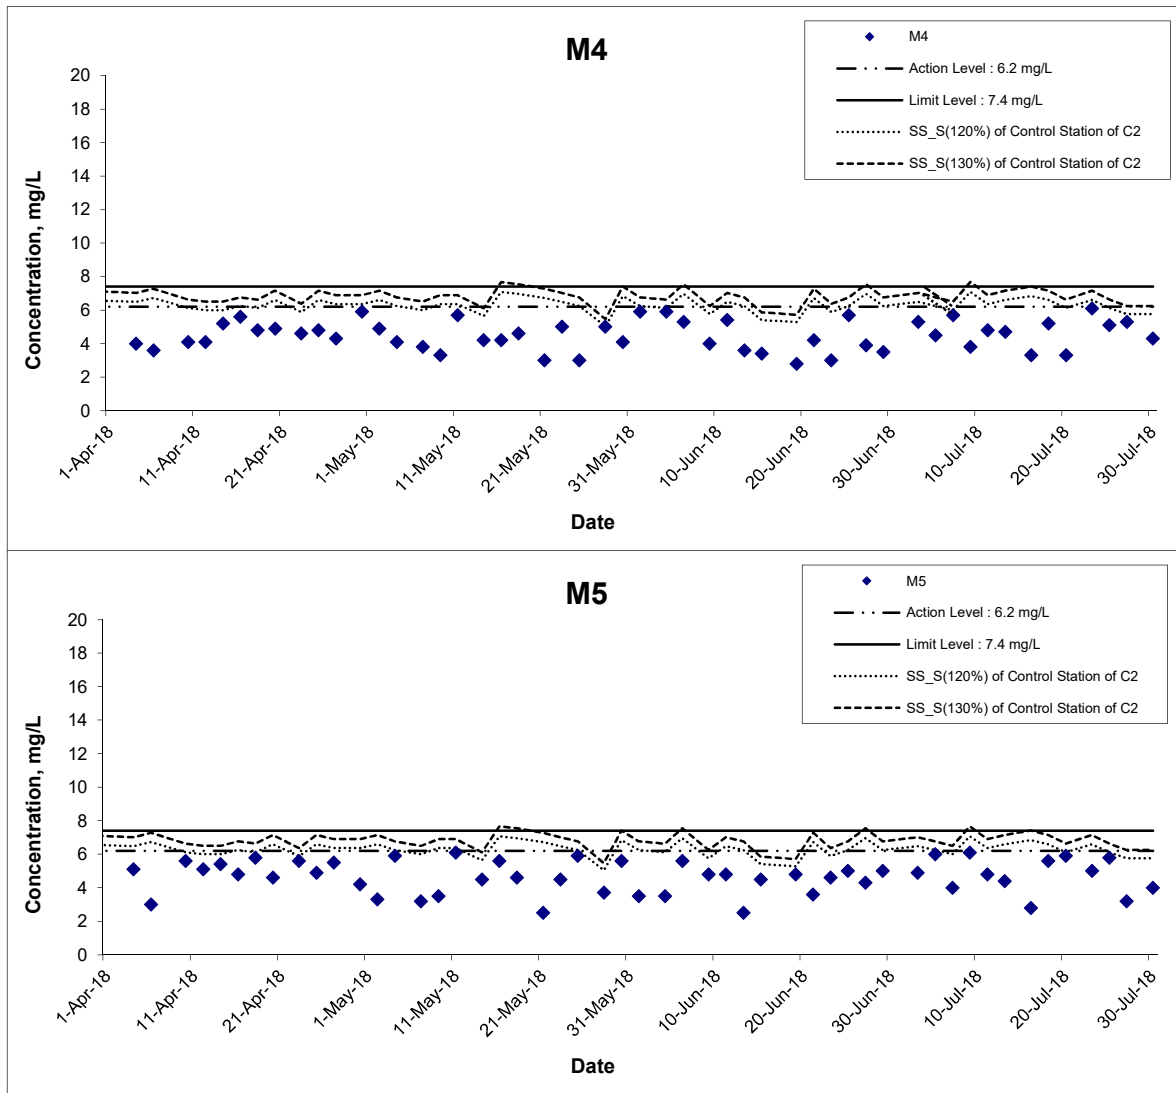 M4
M4
Action Level : 6.2 mg/L
Limit Level : 7.4 mg/L
SS_S(120%) of Control Station of C2
SS_S(130%) of Control Station of C2
Concentration, mg/L
20
18
16
14
12
10
8
6
4
2
0
1-Apr-18
11-Apr-18
21-Apr-18
1-May-18
11-May-18
21-May-18
31-May-18
10-Jun-18
20-Jun-18
30-Jun-18
10-Jul-18
20-Jul-18
30-Jul-18
Date
M5
M5
Action Level : 6.2 mg/L
Limit Level : 7.4 mg/L
SS_S(120%) of Control Station of C2
SS_S(130%) of Control Station of C2
Concentration, mg/L
20
18
16
14
12
10
8
6
4
2
0
1-Apr-18
11-Apr-18
21-Apr-18
1-May-18
11-May-18
21-May-18
31-May-18
10-Jun-18
20-Jun-18
30-Jun-18
10-Jul-18
20-Jul-18
30-Jul-18
Date